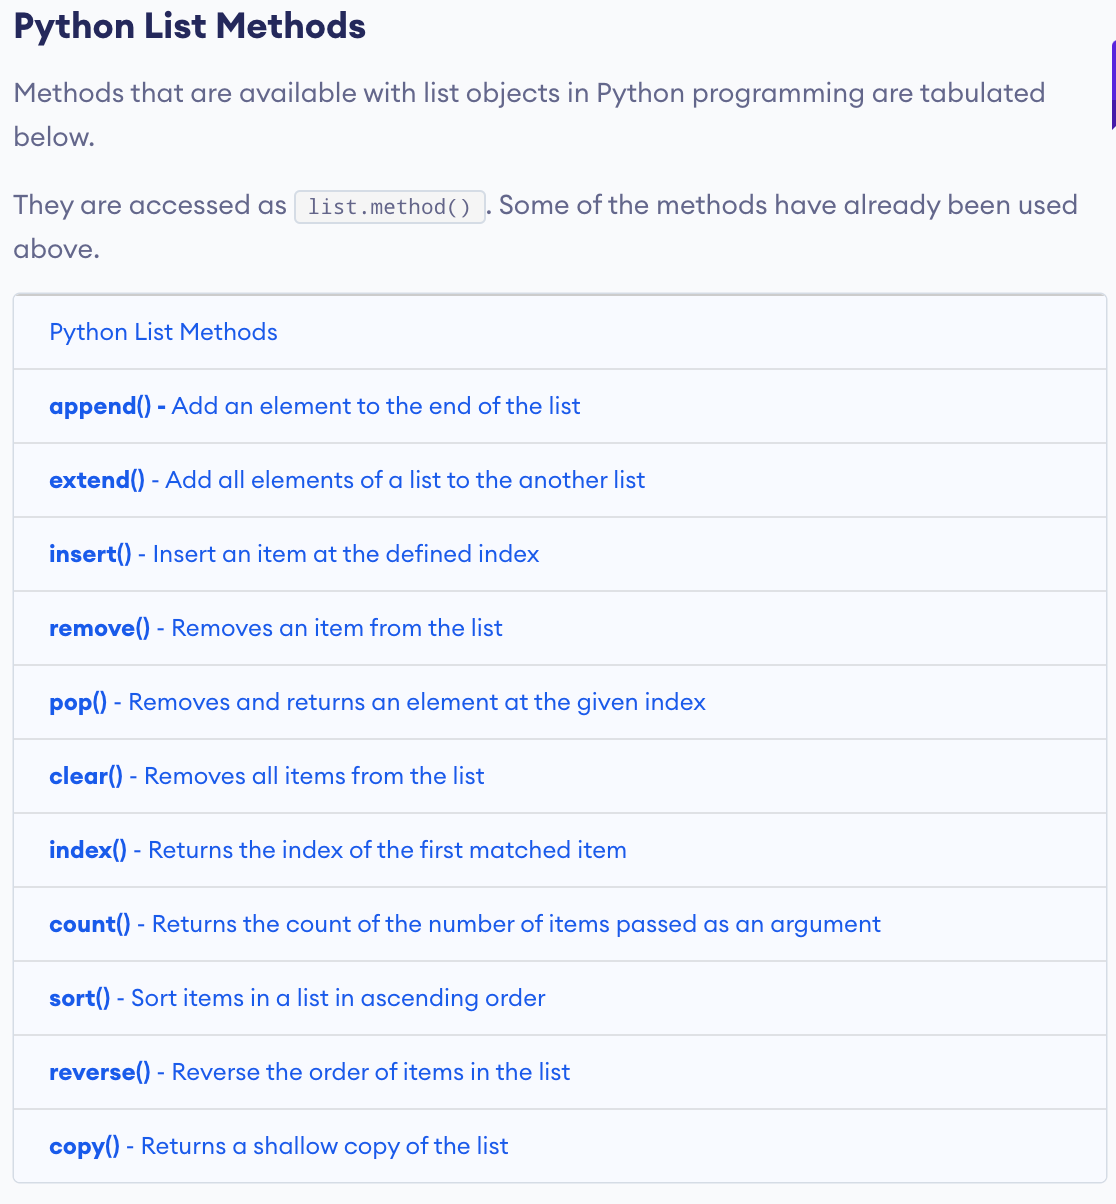 Python List Methods
Methods that are available with list objects in Python programming are tabulated
below.
They are accessed as list.method() . Some of the methods have already been used
above.
Python List Methods
append() - Add an element to the end of the list
extend() - Add all elements of a list to the another list
insert() - Insert an item at the defined index
remove() - Removes an item from the list
pop() - Removes and returns an element at the given index
clear() - Removes all items from the list
index() - Returns the index of the first matched item
count() - Returns the count of the number of items passed as an argument
sort() - Sort items in a list in ascending order
reverse() - Reverse the order of items in the list
copy() - Returns a shallow copy of the list